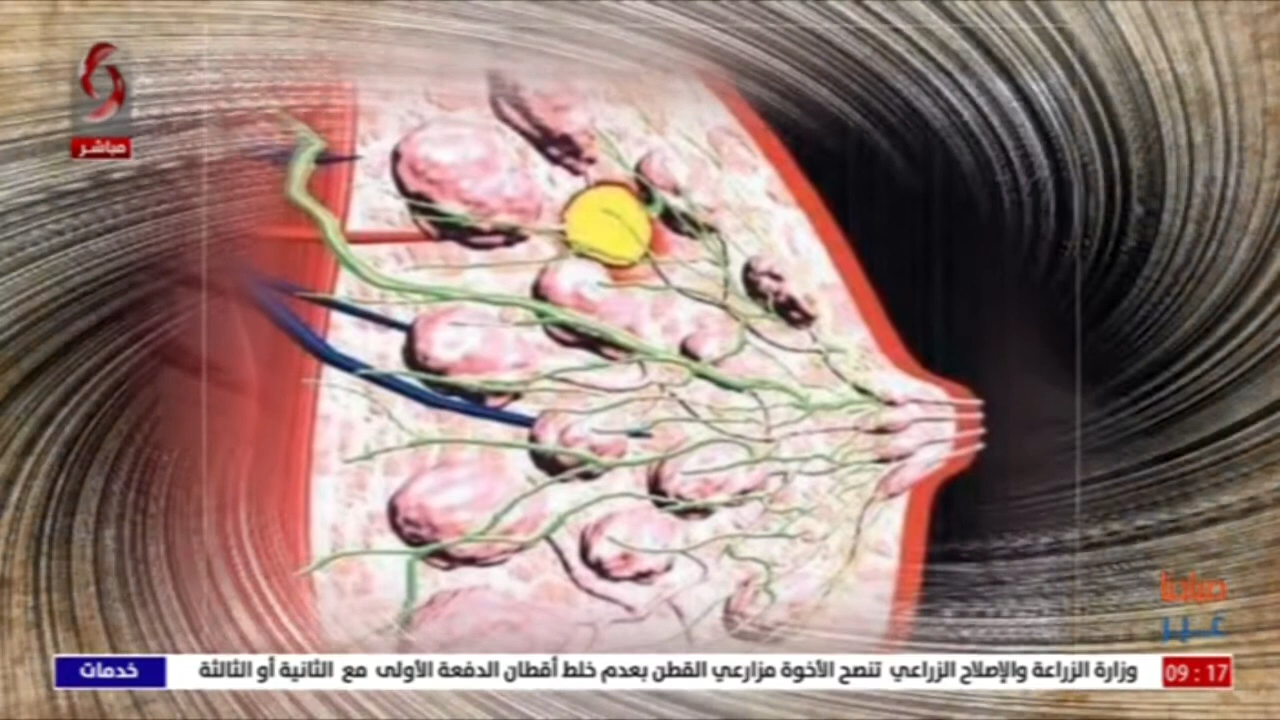 مباشر
صباحنا
غير
09 : 17
وزارة الزراعة والإصلاح الزراعي تنصح الأخوة مزارعي القطن بعدم خلط أقطان الدفعة الأولى مع الثانية أو الثالثة
خدمات